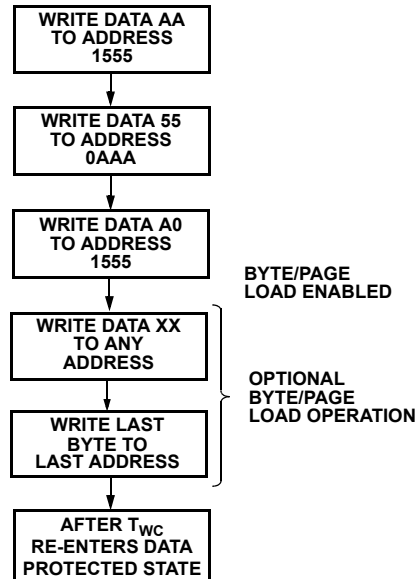 WRITE DATA AA
TO ADDRESS
1555
WRITE DATA 55
TO ADDRESS
0AAA
WRITE DATA A0
TO ADDRESS
1555
BYTE/PAGE
LOAD ENABLED
WRITE DATA XX
TO ANY
ADDRESS
OPTIONAL
BYTE/PAGE
LOAD OPERATION
WRITE LAST
BYTE TO
LAST ADDRESS
AFTER TWC
RE-ENTERS DATA
PROTECTED STATE